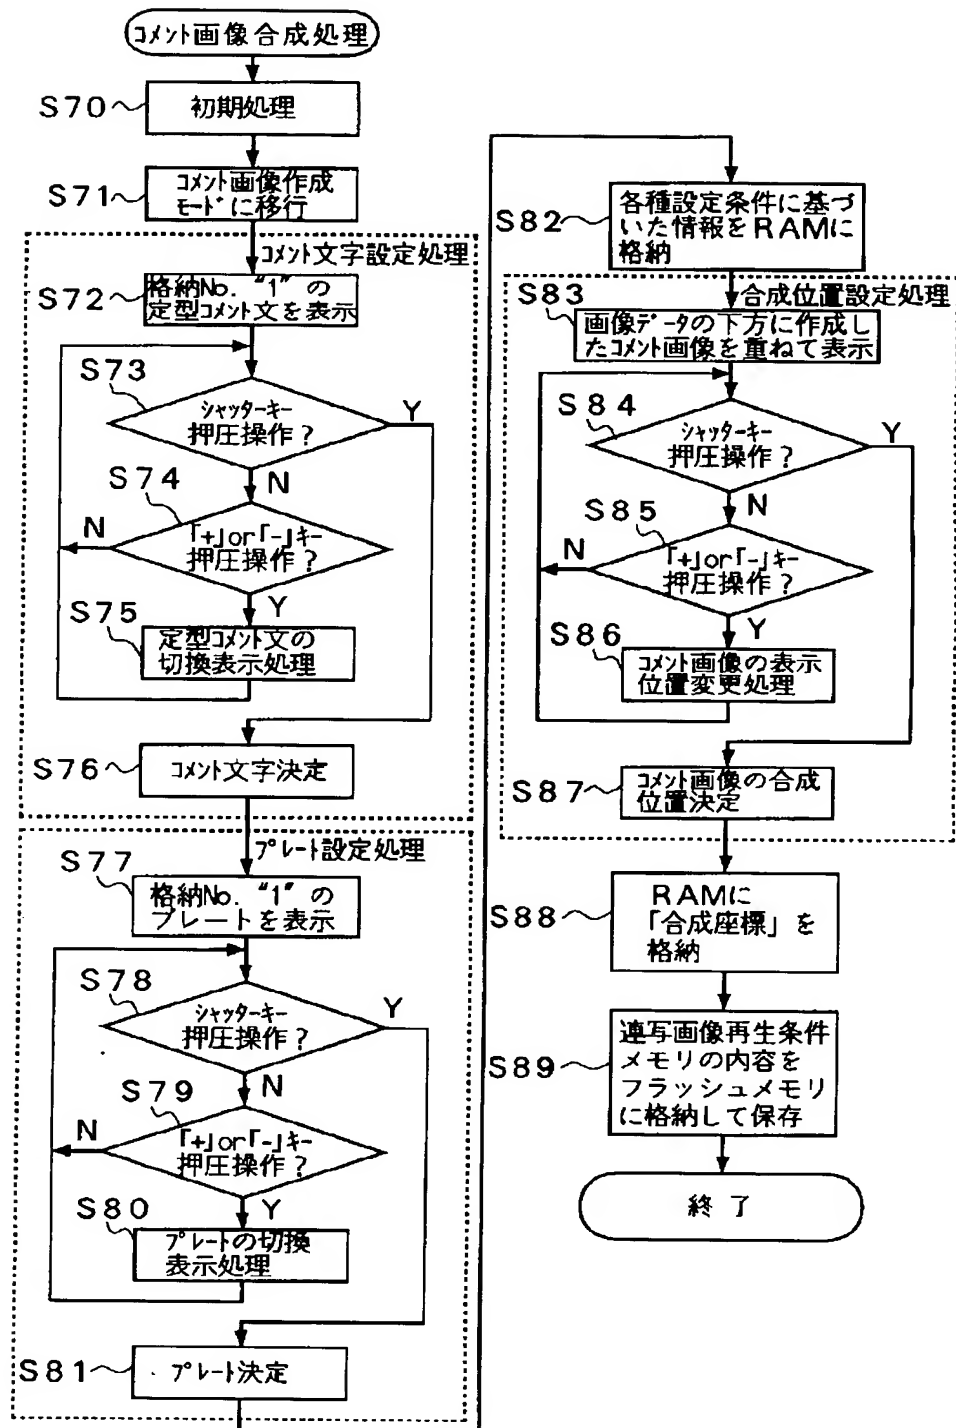 コメント画像合成処理
S70
初期処理
S71
コメント画像作成
モードに移行
コメント文字設定処理
S72
格納No. “1” の
定型コメント文を表示
S73
シャッターキー
押圧操作?
Y
N
S74
「+」or「-」キー
押圧操作?
N
Y
S75
定型コメント文の
切換表示処理
S76
コメント文字決定
プレート設定処理
S77
格納No. “1” の
プレートを表示
S78
シャッターキー
押圧操作?
Y
N
S79
「+」or「-」キー
押圧操作?
N
Y
S80
プレートの切換
表示処理
S81
プレート決定
S82
各種設定条件に基づ
いた情報をRAMに
格納
S83
合成位置設定処理
画像データの下方に作成し
たコメント画像を重ねて表示
S84
シャッターキー
押圧操作?
Y
N
S85
「+」or「-」キー
押圧操作?
N
Y
S86
コメント画像の表示
位置変更処理
S87
コメント画像の合成
位置決定
S88
RAMに
「合成座標」を
格納
S89
連写画像再生条件
メモリの内容を
フラッシュメモリ
に格納して保存
終了